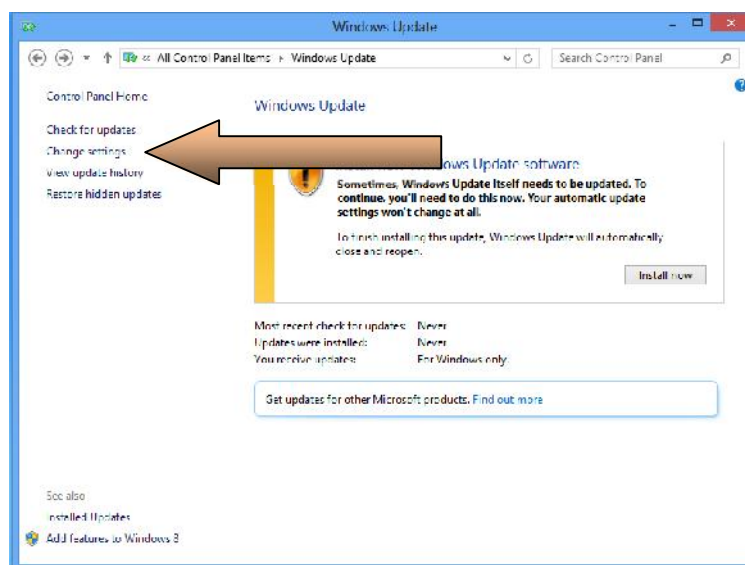 Windows Update
All Control Panel Items Windows Update
Search Control Panel
Control Panel Home
Check for updates
Change settings
View update history
Restore hidden updates
Windows Update
Windows Update software
Sometimes, Windows Update itself needs to be updated. To
continue, you'll need to do this now. Your automatic update
settings won't change at all.
To finish installing this update, Windows Update will automatically
close and reopen.
Install now
Most recent check for updates: Never
Updates were installed: Never
You receive updates: For Windows only.
Get updates for other Microsoft products. Find out more
See also
Installed Updates
Add features to Windows 8